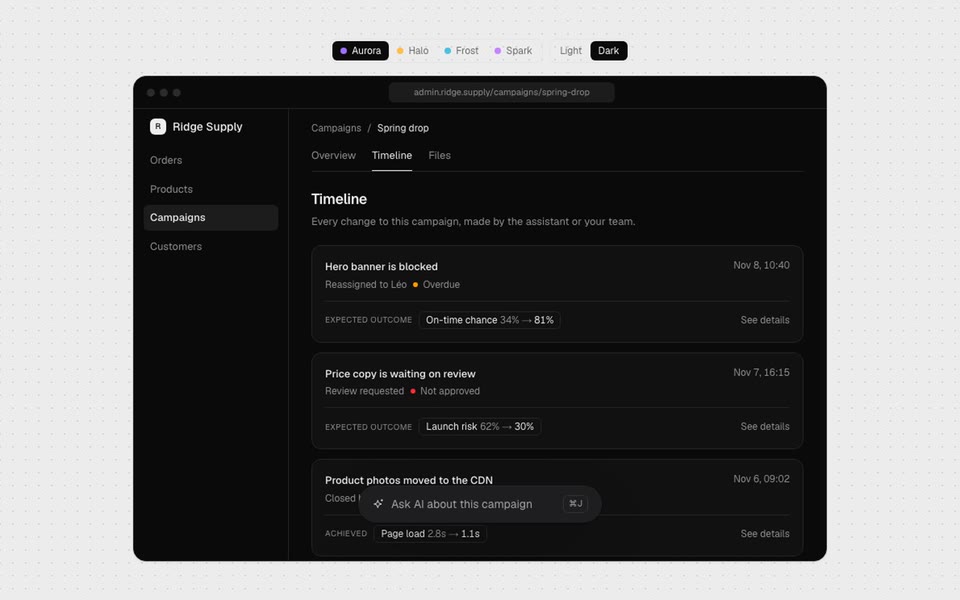 Aurora
Halo
Frost
Spark
Light
Dark
admin.ridge.supply/campaigns/spring-drop
R
Ridge Supply
Orders
Products
Campaigns
Customers
Campaigns / Spring drop
Overview
Timeline
Files
Timeline
Every change to this campaign, made by the assistant or your team.
Hero banner is blocked
Nov 8, 10:40
Reassigned to Léo
Overdue
EXPECTED OUTCOME
On-time chance 34% → 81%
See details
Price copy is waiting on review
Nov 7, 16:15
Review requested
Not approved
EXPECTED OUTCOME
Launch risk 62% → 30%
See details
Product photos moved to the CDN
Nov 6, 09:02
Closed
Ask AI about this campaign
⌘J
ACHIEVED
Page load 2.8s → 1.1s
See details